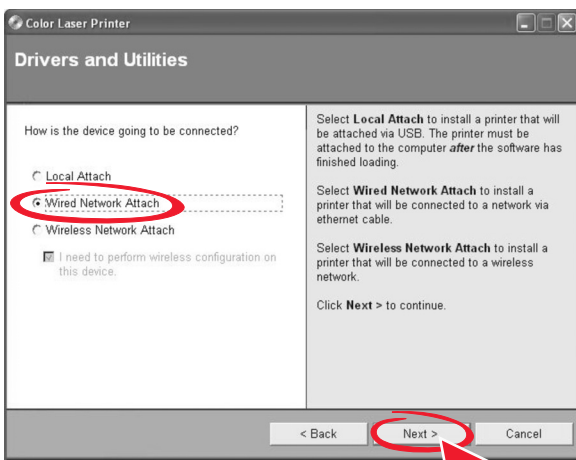 Color Laser Printer
Drivers and Utilities
How is the device going to be connected?
Local Attach
Wired Network Attach
Wireless Network Attach
I need to perform wireless configuration on
this device.
Select Local Attach to install a printer that will
be attached via USB. The printer must be
attached to the computer after the software has
finished loading.
Select Wired Network Attach to install a
printer that will be connected to a network via
ethernet cable.
Select Wireless Network Attach to install a
printer that will be connected to a wireless
network.
Click Next > to continue.
< Back
Next >
Cancel